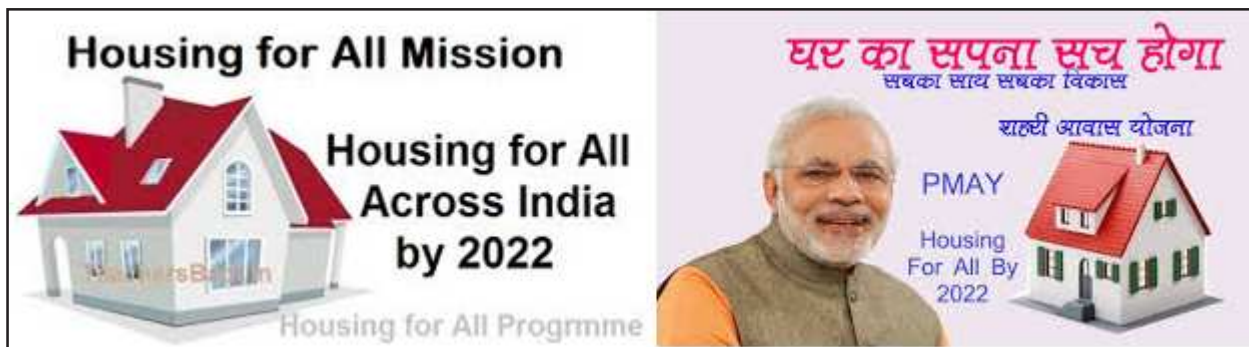 Housing for All Mission
Housing for All
Across India
by 2022
Housing for All Progrmme
घर का सपना सच होगा
सबका साथ सबका विकास
शहरी आवास योजना
PMAY
Housing
For All By
2022